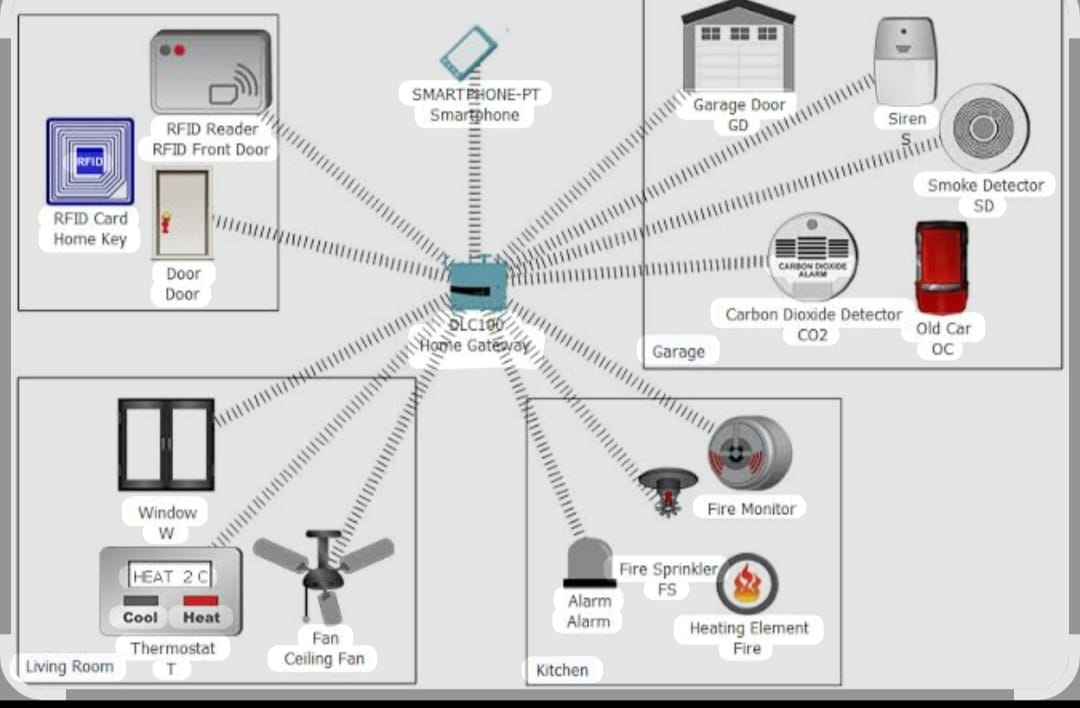 RFID Reader
RFID Front Door
RFID
RFID Card
Home Key
Door
Door
SMARTPHONE-PT
Smartphone
Garage Door
GD
Siren
S
Smoke Detector
SD
CARBON DIOXIDE
ALARM
Carbon Dioxide Detector
CO2
Old Car
OC
Garage
DLC100
Home Gateway
Window
W
HEAT 2 C
Cool Heat
Thermostat
T
Fan
Ceiling Fan
Living Room
Fire Monitor
Fire Sprinkler
FS
Alarm
Alarm
Heating Element
Fire
Kitchen